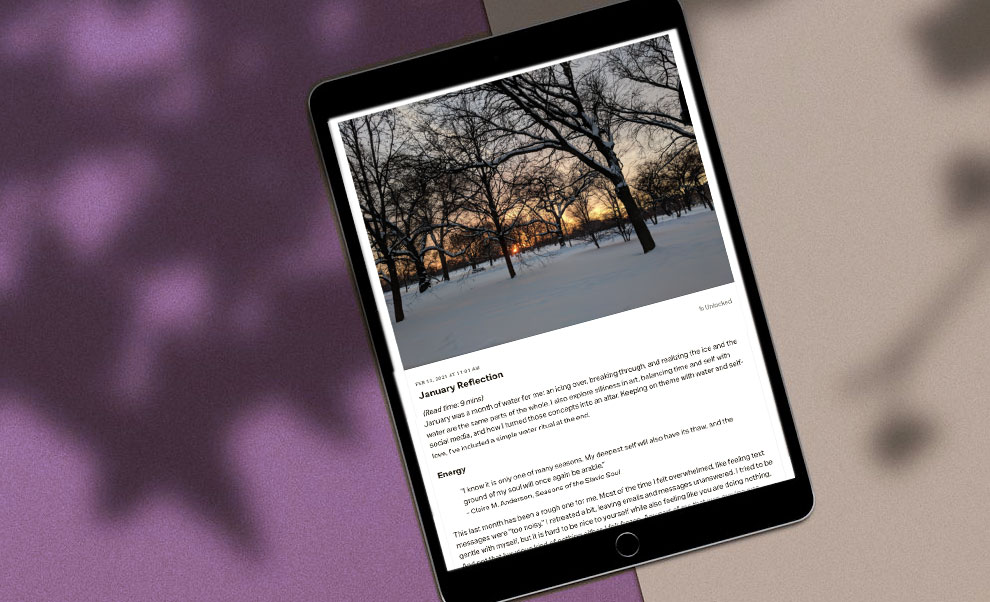 Unlocked
FEB 10, 2021 AT 11:01 AM
January Reflection
(Read time: 9 mins)
January was a month of water for me: an icing over, breaking through, and realizing the ice and the
water are the same parts of the whole. I also explore silliness in art, balancing time and self with
social media, and how I turned those concepts into an altar. Keeping on theme with water and self-
love, I've included a simple water ritual at the end.
Energy
"I know it is only one of many seasons. My deepest self will also have its thaw, and the
ground of my soul will once again be arable."
- Claire M. Anderson, Seasons of the Slavic Soul
This last month has been a rough one for me. Most of the time I felt overwhelmed, like feeling text
messages were "too noisy." I retreated a bit, leaving emails and messages unanswered. I tried to be
gentle with myself, but it is hard to be nice to yourself while also feeling like you are doing nothing.